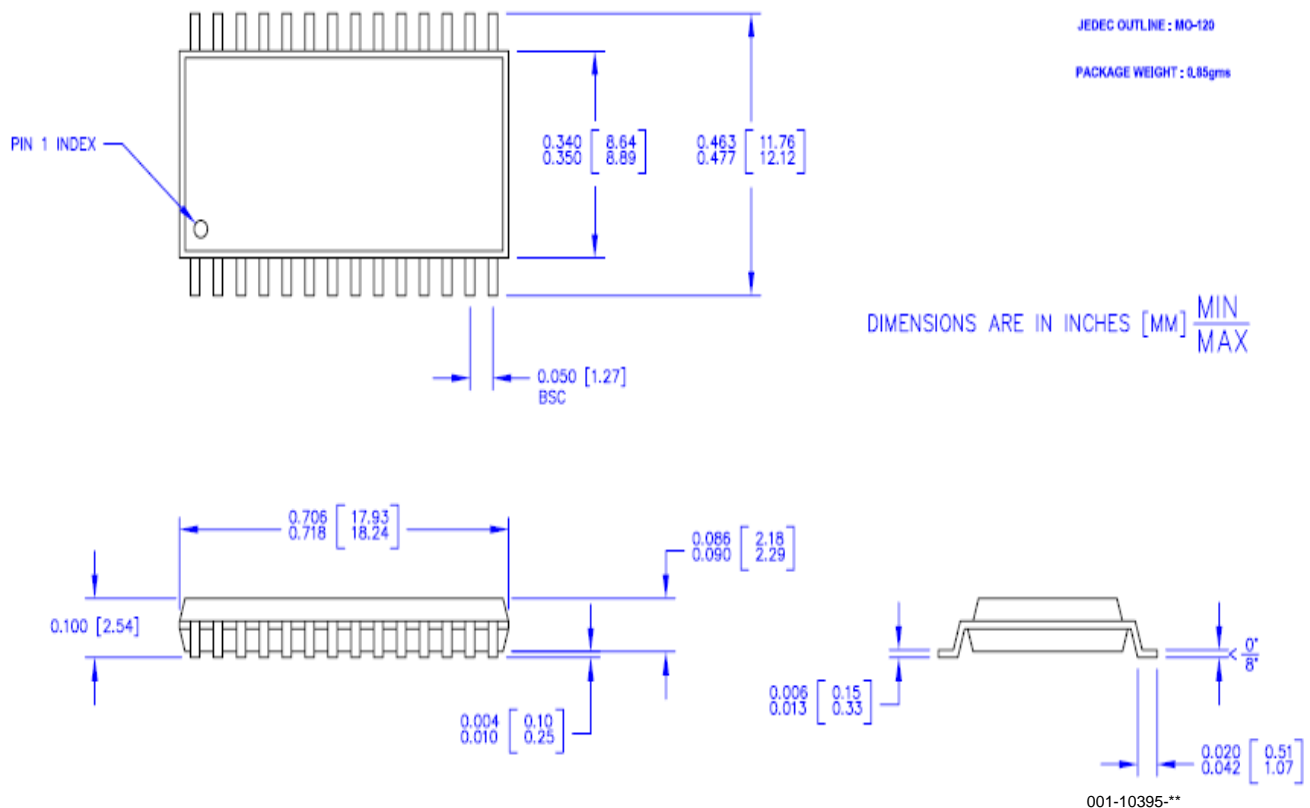 JEDEC OUTLINE : MO-120
PACKAGE WEIGHT : 0.85gms
PIN 1 INDEX
0.340 [ 8.64 ]
0.350 [ 8.89 ]
0.463 [ 11.76 ]
0.477 [ 12.12 ]
DIMENSIONS ARE IN INCHES [MM] MIN
MAX
0.050 [1.27]
BSC
0.706 [ 17.93 ]
0.718 [ 18.24 ]
0.086 [ 2.18 ]
0.090 [ 2.29 ]
0.100 [2.54]
0.004 [ 0.10 ]
0.010 [ 0.25 ]
0.006 [ 0.15 ]
0.013 [ 0.33 ]
< 0°
8°
0.020 [ 0.51 ]
0.042 [ 1.07 ]
001-10395-**